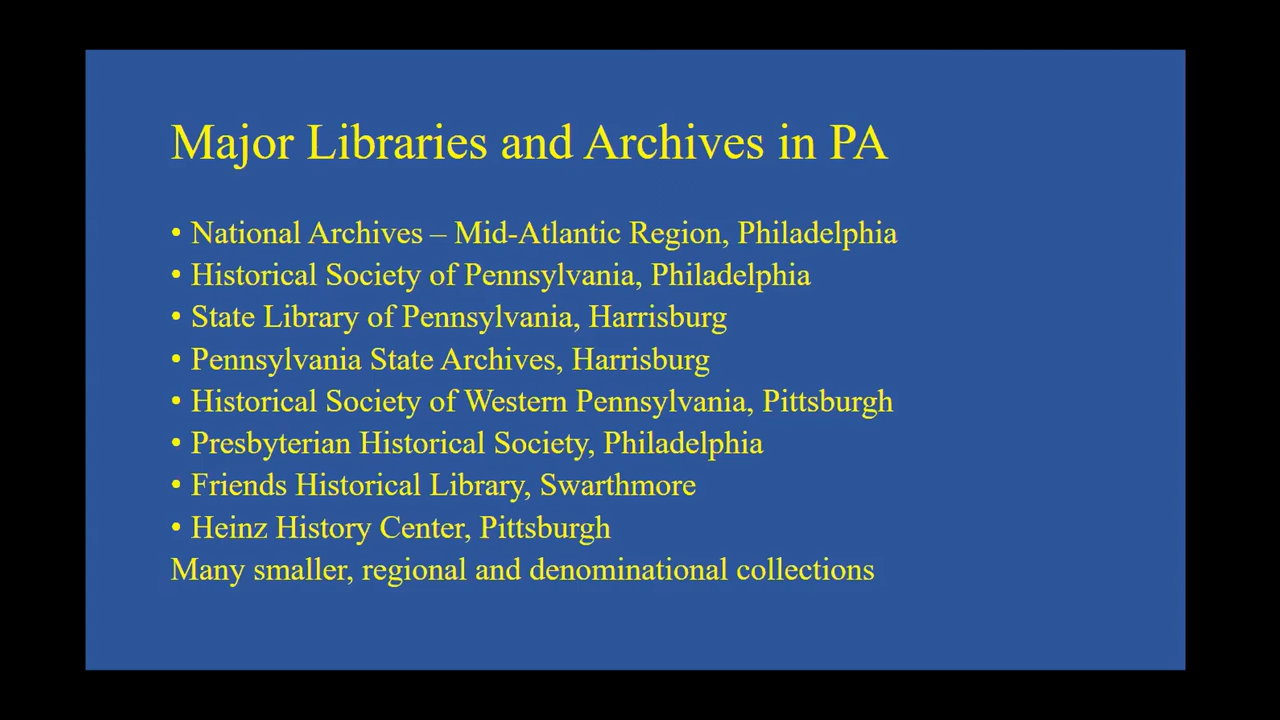 Major Libraries and Archives in PA
• National Archives – Mid-Atlantic Region, Philadelphia
• Historical Society of Pennsylvania, Philadelphia
• State Library of Pennsylvania, Harrisburg
• Pennsylvania State Archives, Harrisburg
• Historical Society of Western Pennsylvania, Pittsburgh
• Presbyterian Historical Society, Philadelphia
• Friends Historical Library, Swarthmore
• Heinz History Center, Pittsburgh
Many smaller, regional and denominational collections